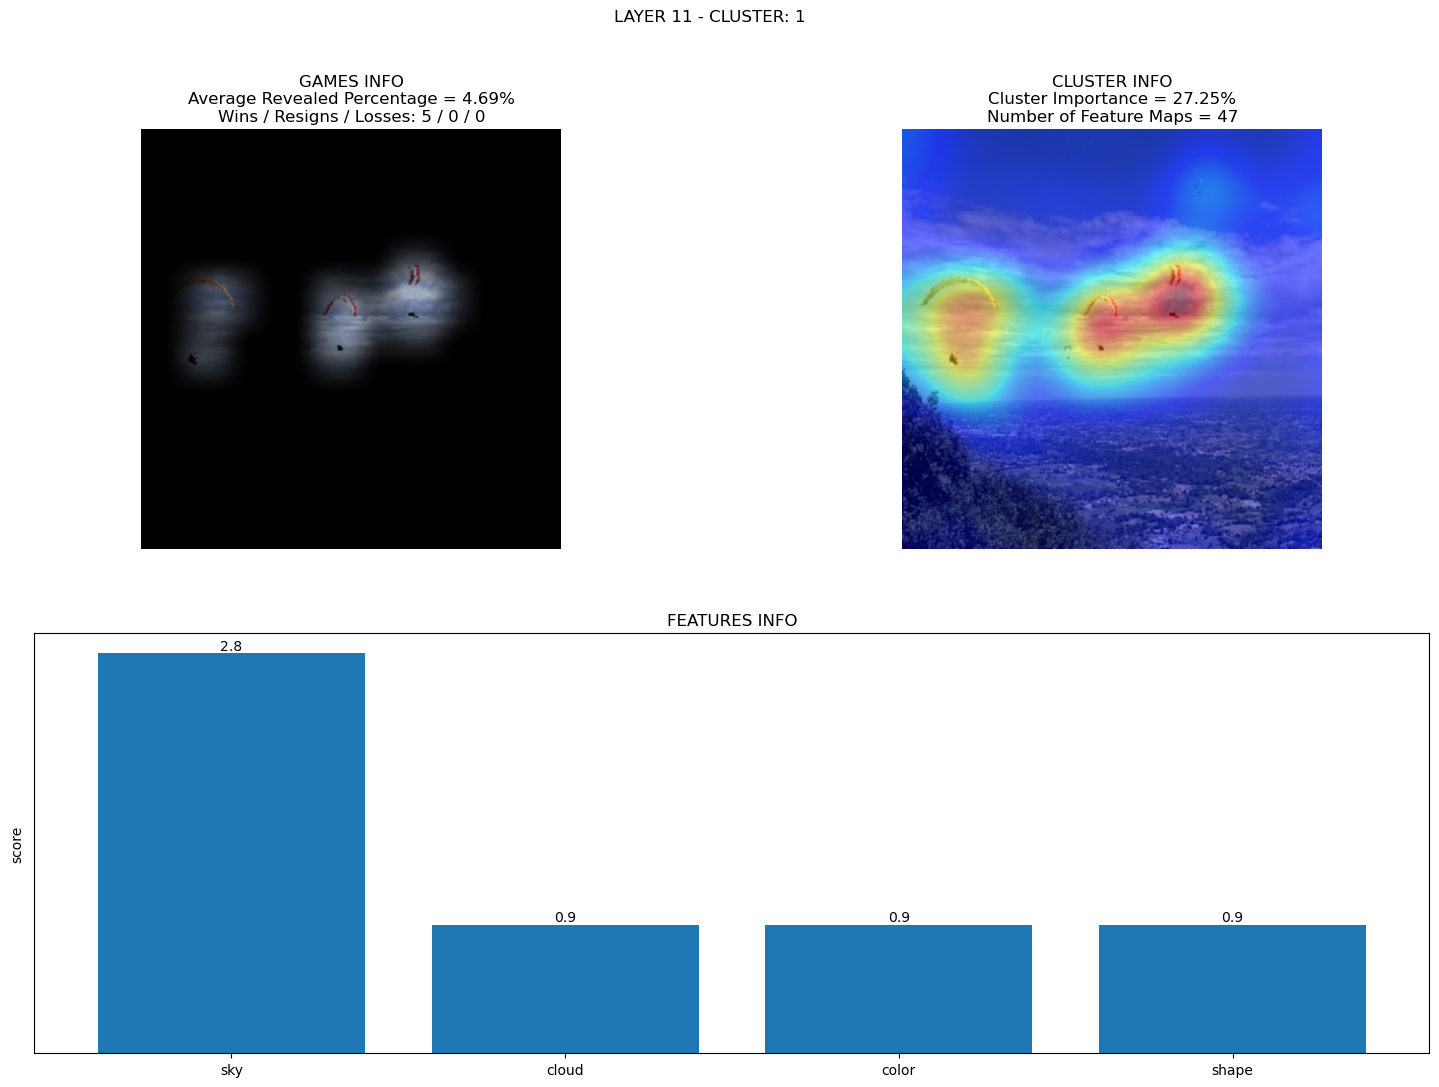 LAYER 11 - CLUSTER: 1
GAMES INFO
Average Revealed Percentage = 4.69%
Wins / Resigns / Losses: 5 / 0 / 0
CLUSTER INFO
Cluster Importance = 27.25%
Number of Feature Maps = 47
FEATURES INFO
score
2.8
0.9
0.9
0.9
sky
cloud
color
shape